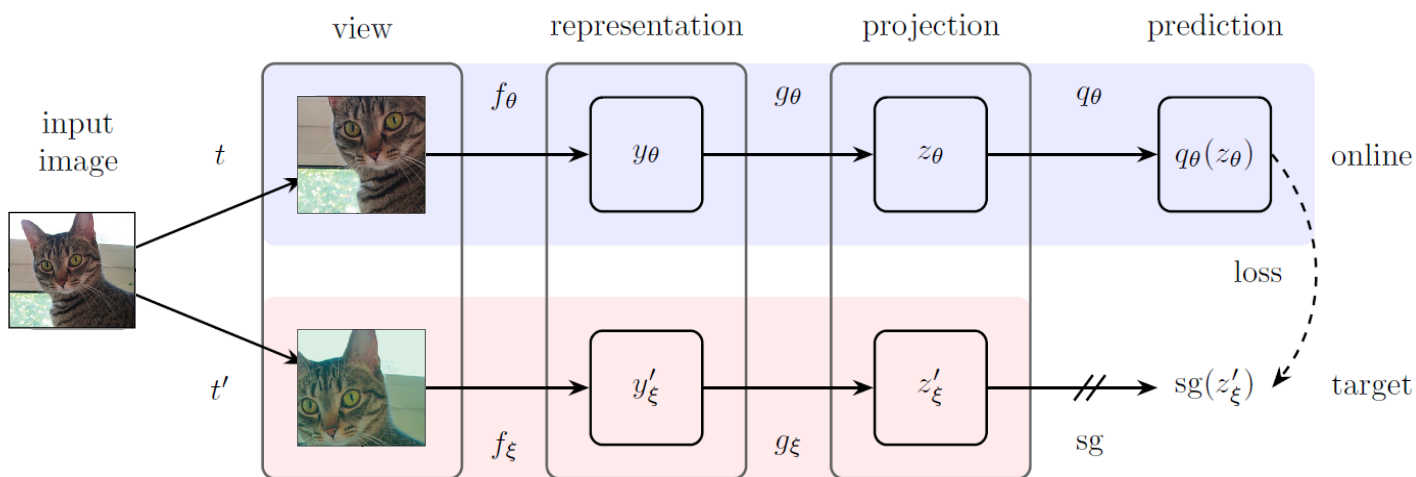 view representation projection prediction
input
image
t
f_θ
g_θ
q_θ
y_θ
z_θ
q_θ(z_θ)
online
loss
t′
y′_ξ
z′_ξ
sg(z′_ξ)
target
f_ξ
g_ξ
sg